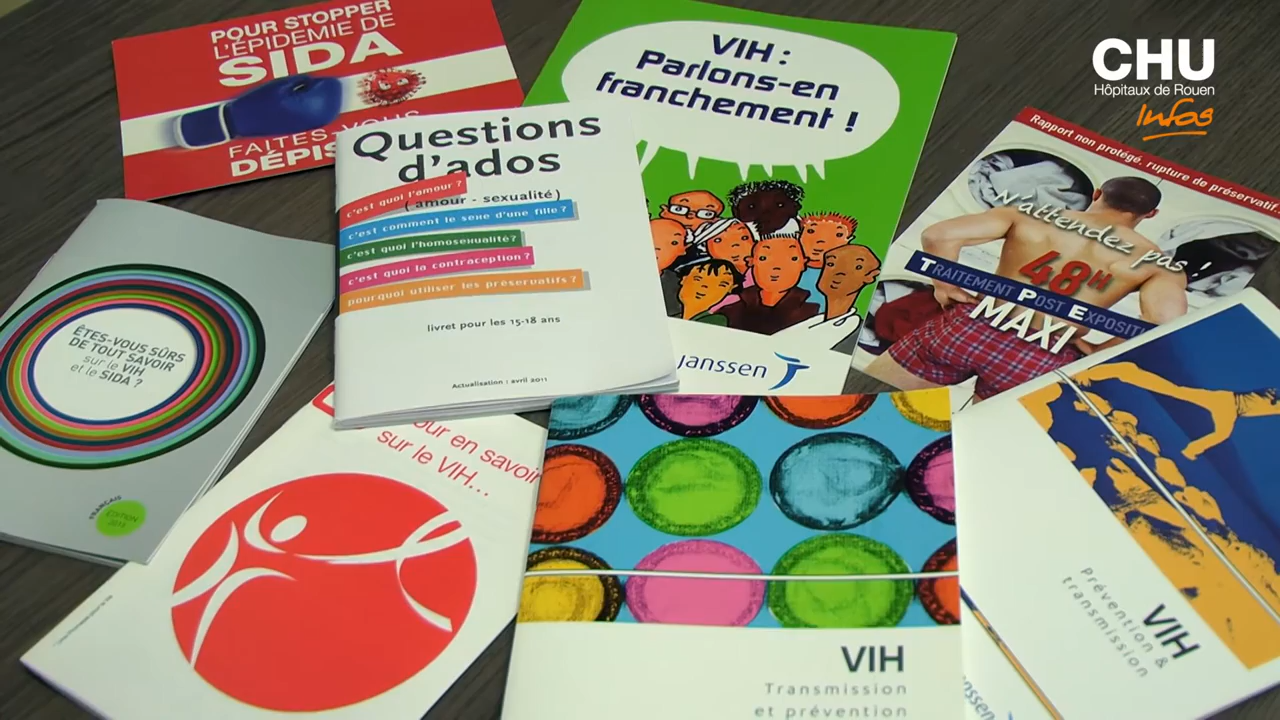 POUR STOPPER
L'ÉPIDEMIE DE
SIDA
FAITES-VOUS
VIH :
Parlons-en
franchement !
Janssen
CHU
Hôpitaux de Rouen
Infos
Questions
d'ados
(amour - sexualité)
c'est quoi l'amour ?
c'est comment le sexe d'une fille ?
c'est quoi l'homosexualité ?
c'est quoi la contraception ?
pourquoi utiliser les préservatifs ?
livret pour les 15-18 ans
Actualisation : avril 2011
Rapport non protégé, rupture de préservatif
N'attendez pas !
48H
TRAITEMENT POST
MAXI
ÊTES-VOUS SÛRS
DE TOUT SAVOIR
sur le VIH
et le SIDA ?
FRANÇAIS
ÉDITION
en savoir
sur le VIH...
VIH
Transmission
et prévention
VIH
Prévention &
transmission